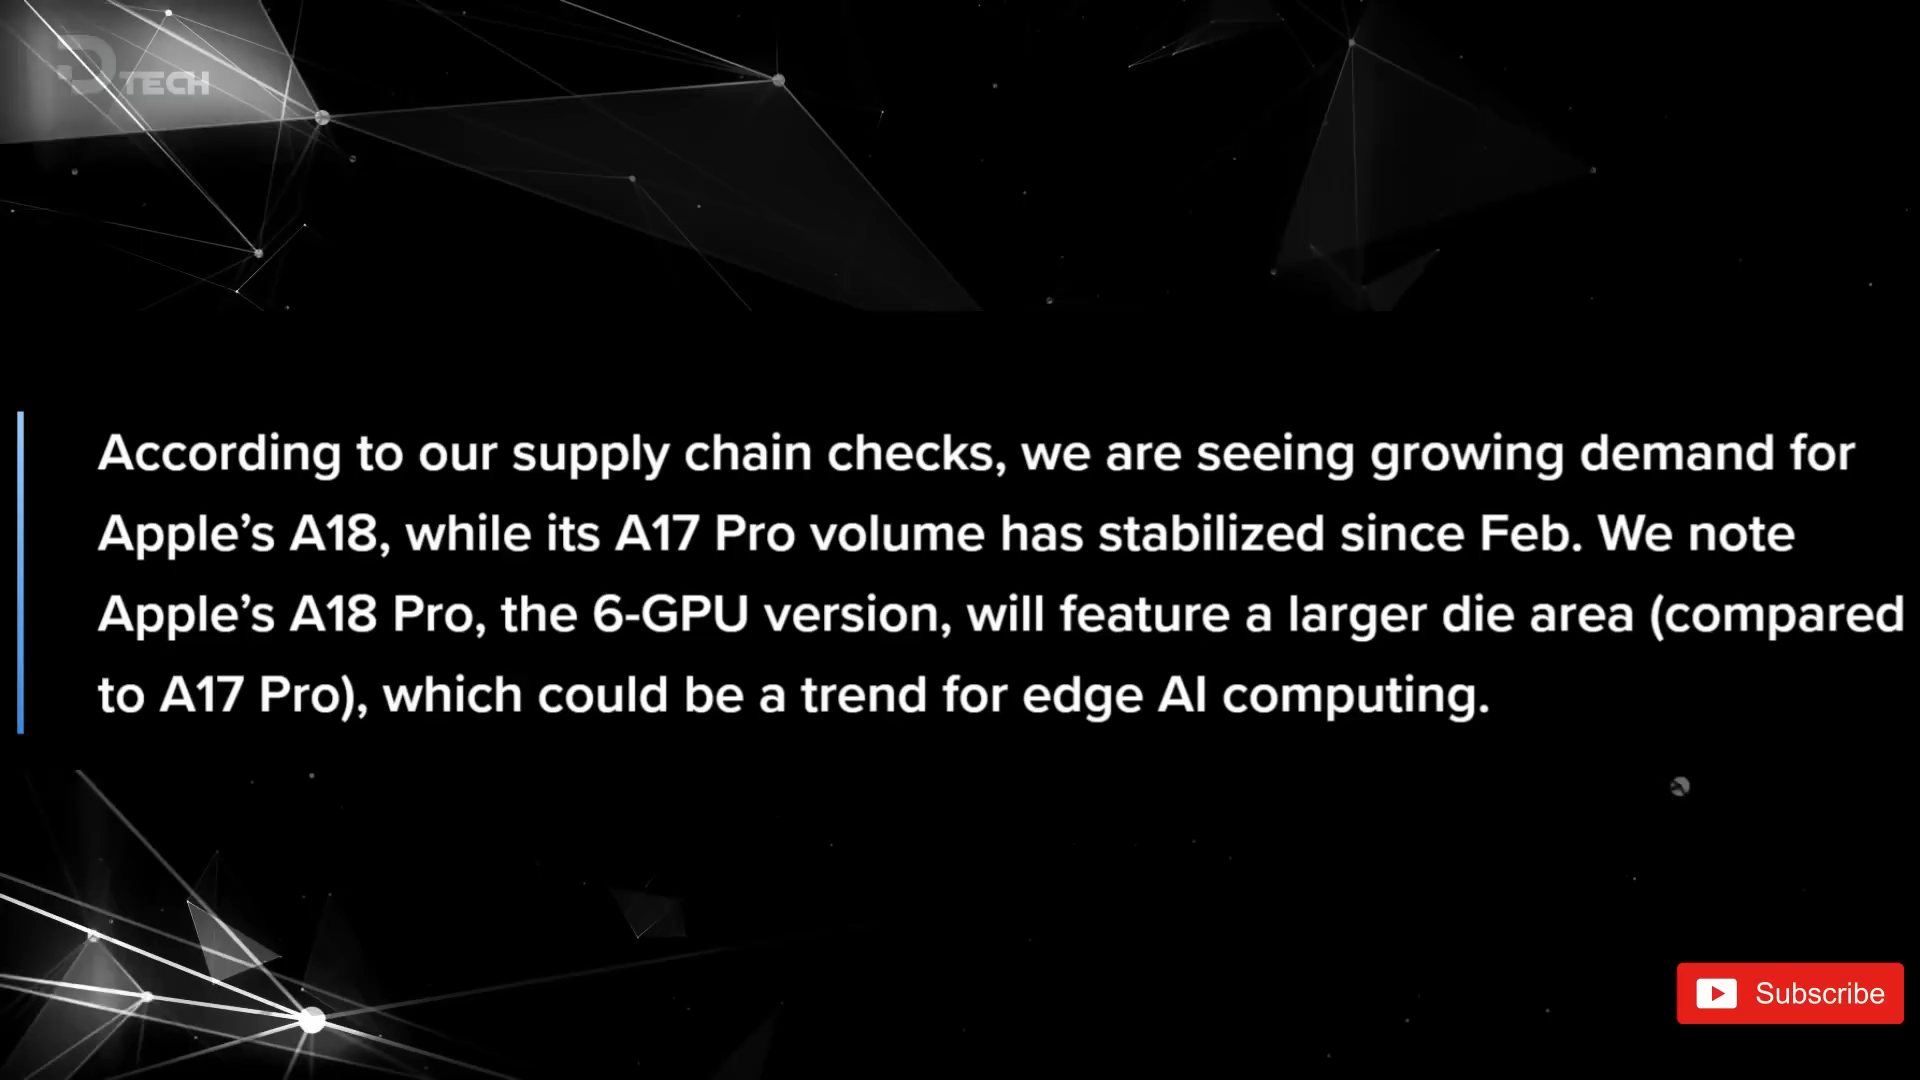 TECH
According to our supply chain checks, we are seeing growing demand for
Apple’s A18, while its A17 Pro volume has stabilized since Feb. We note
Apple’s A18 Pro, the 6-GPU version, will feature a larger die area (compared
to A17 Pro), which could be a trend for edge AI computing.
Subscribe